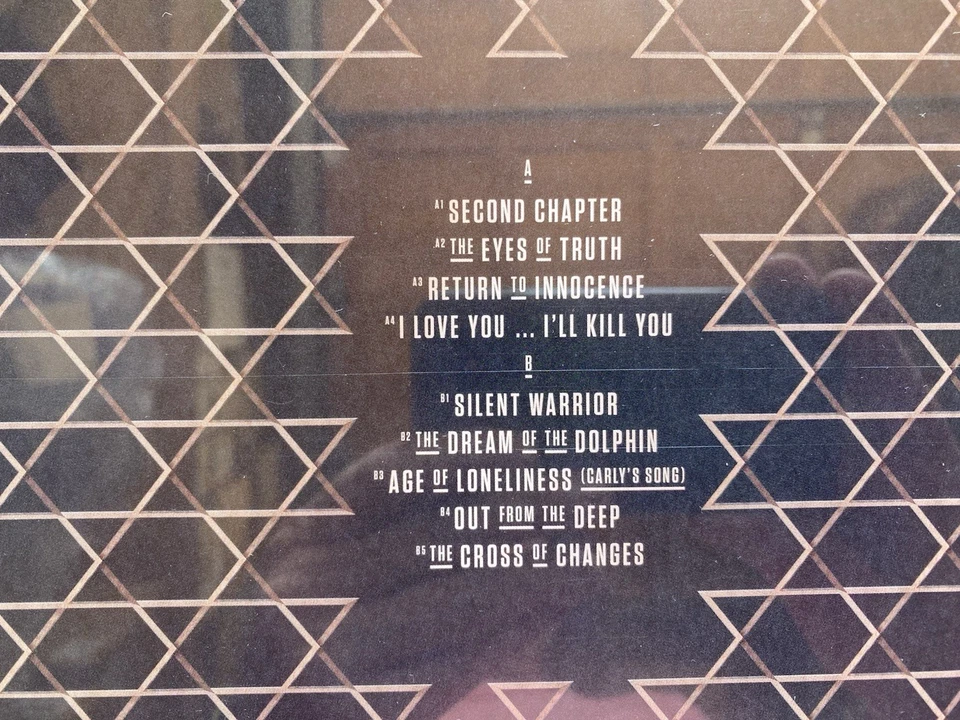 A
A1 SECOND CHAPTER
A2 THE EYES OF TRUTH
A3 RETURN TO INNOCENCE
A4 I LOVE YOU ... I'LL KILL YOU
B
B1 SILENT WARRIOR
B2 THE DREAM OF THE DOLPHIN
B3 AGE OF LONELINESS (CARLY'S SONG)
B4 OUT FROM THE DEEP
B5 THE CROSS OF CHANGES